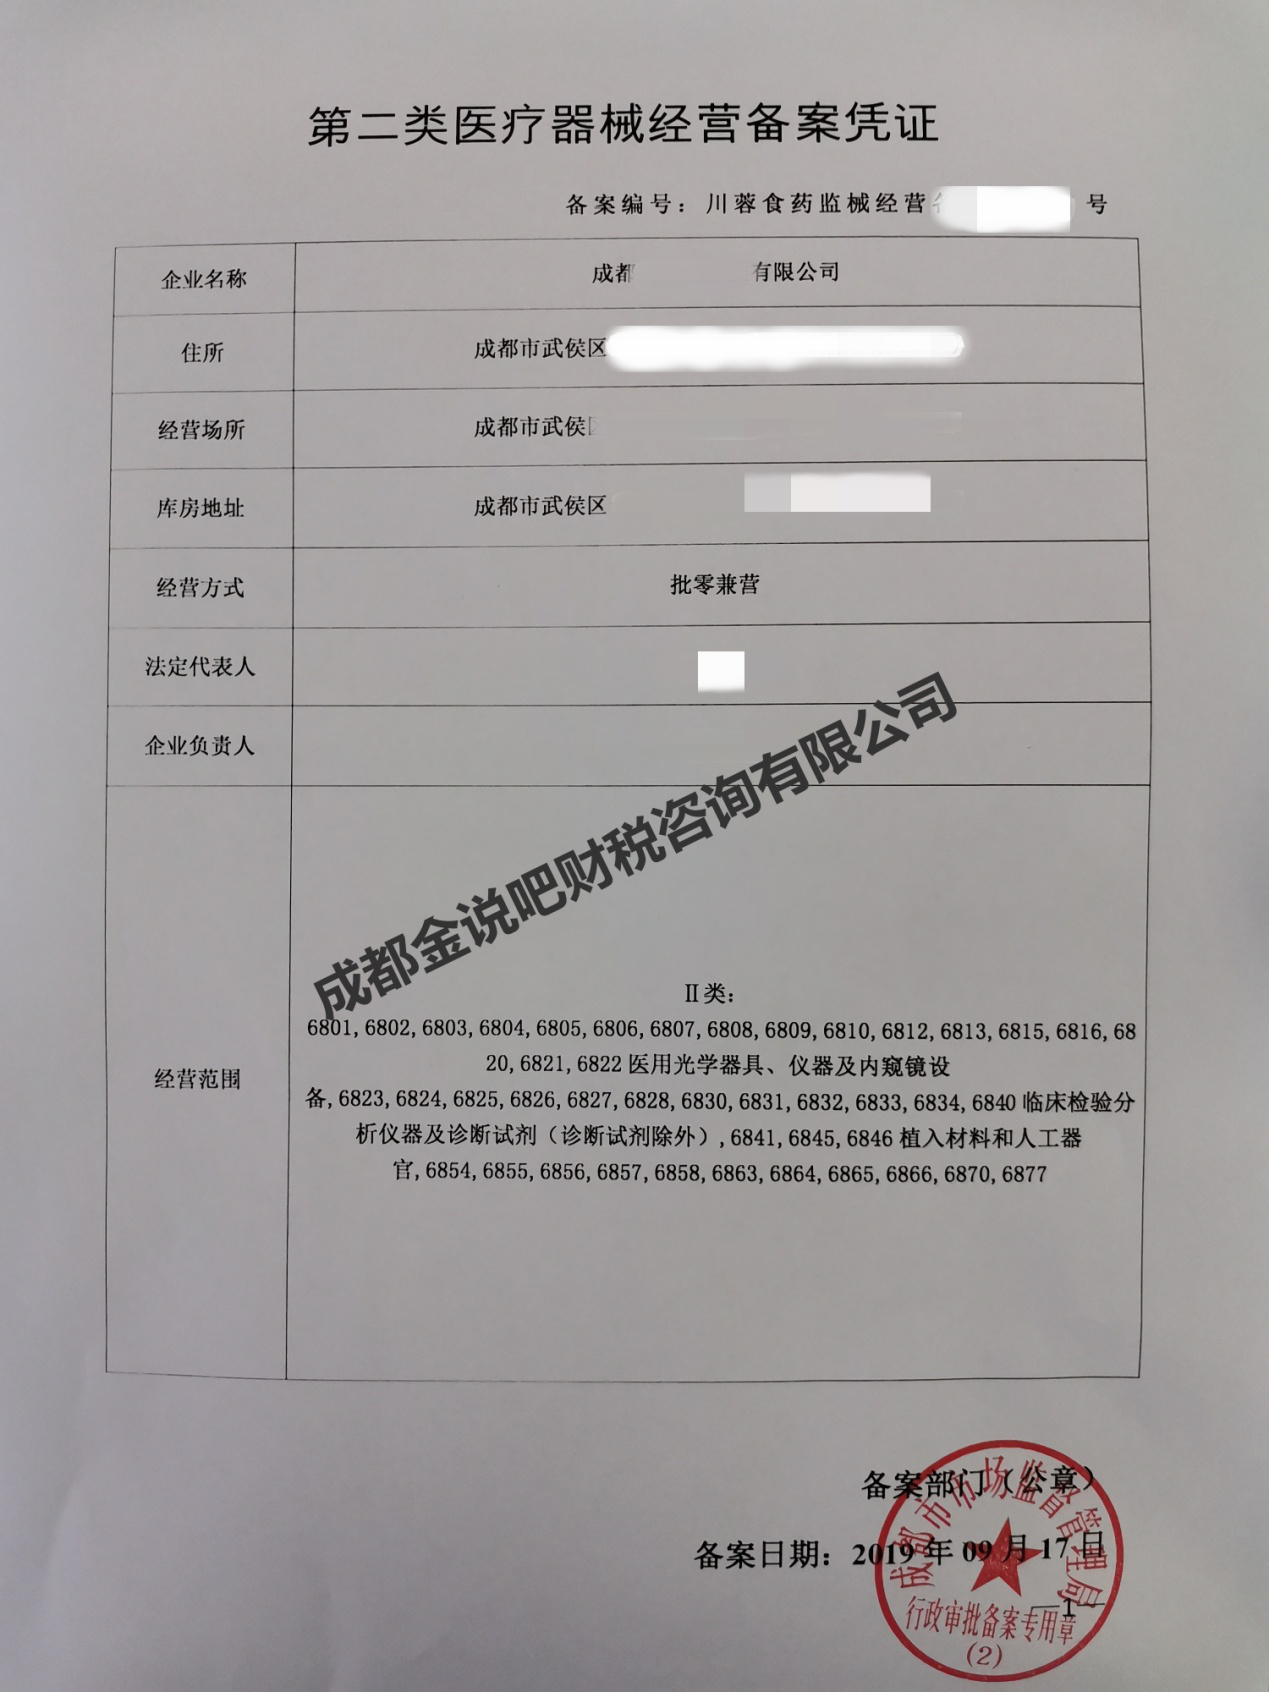 第二类医疗器械经营备案凭证
备案编号：川蓉食药监械经营 号
企业名称 成都 有限公司
住所 成都市武侯区
经营场所 成都市武侯
库房地址 成都市武侯区
经营方式 批零兼营
法定代表人
企业负责人
成都金说吧财税咨询有限公司
经营范围
Ⅱ类：
6801,6802,6803,6804,6805,6806,6807,6808,6809,6810,6812,6813,6815,6816,68
20,6821,6822 医用光学器具、仪器及内窥镜设
备,6823,6824,6825,6826,6827,6828,6830,6831,6832,6833,6834,6840 临床检验分
析仪器及诊断试剂（诊断试剂除外）,6841,6845,6846 植入材料和人工器
官,6854,6855,6856,6857,6858,6863,6864,6865,6866,6870,6877
备案部门（公章）
备案日期：2019 年 09 月 17 日
—1
成都市市场监督管理局
行政审批备案专用章
(2)